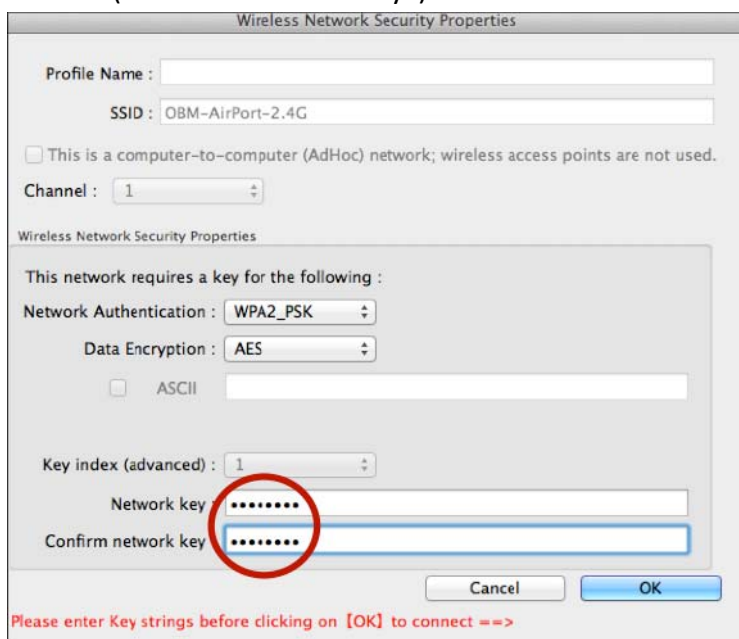 Wireless Network Security Properties
Profile Name :
SSID : OBM-AirPort-2.4G
This is a computer-to-computer (AdHoc) network; wireless access points are not used.
Channel : 1
Wireless Network Security Properties
This network requires a key for the following :
Network Authentication : WPA2_PSK
Data Encryption : AES
ASCII
Key index (advanced) : 1
Network key : ••••••••
Confirm network key ••••••••
Cancel OK
Please enter Key strings before clicking on【OK】to connect ==>